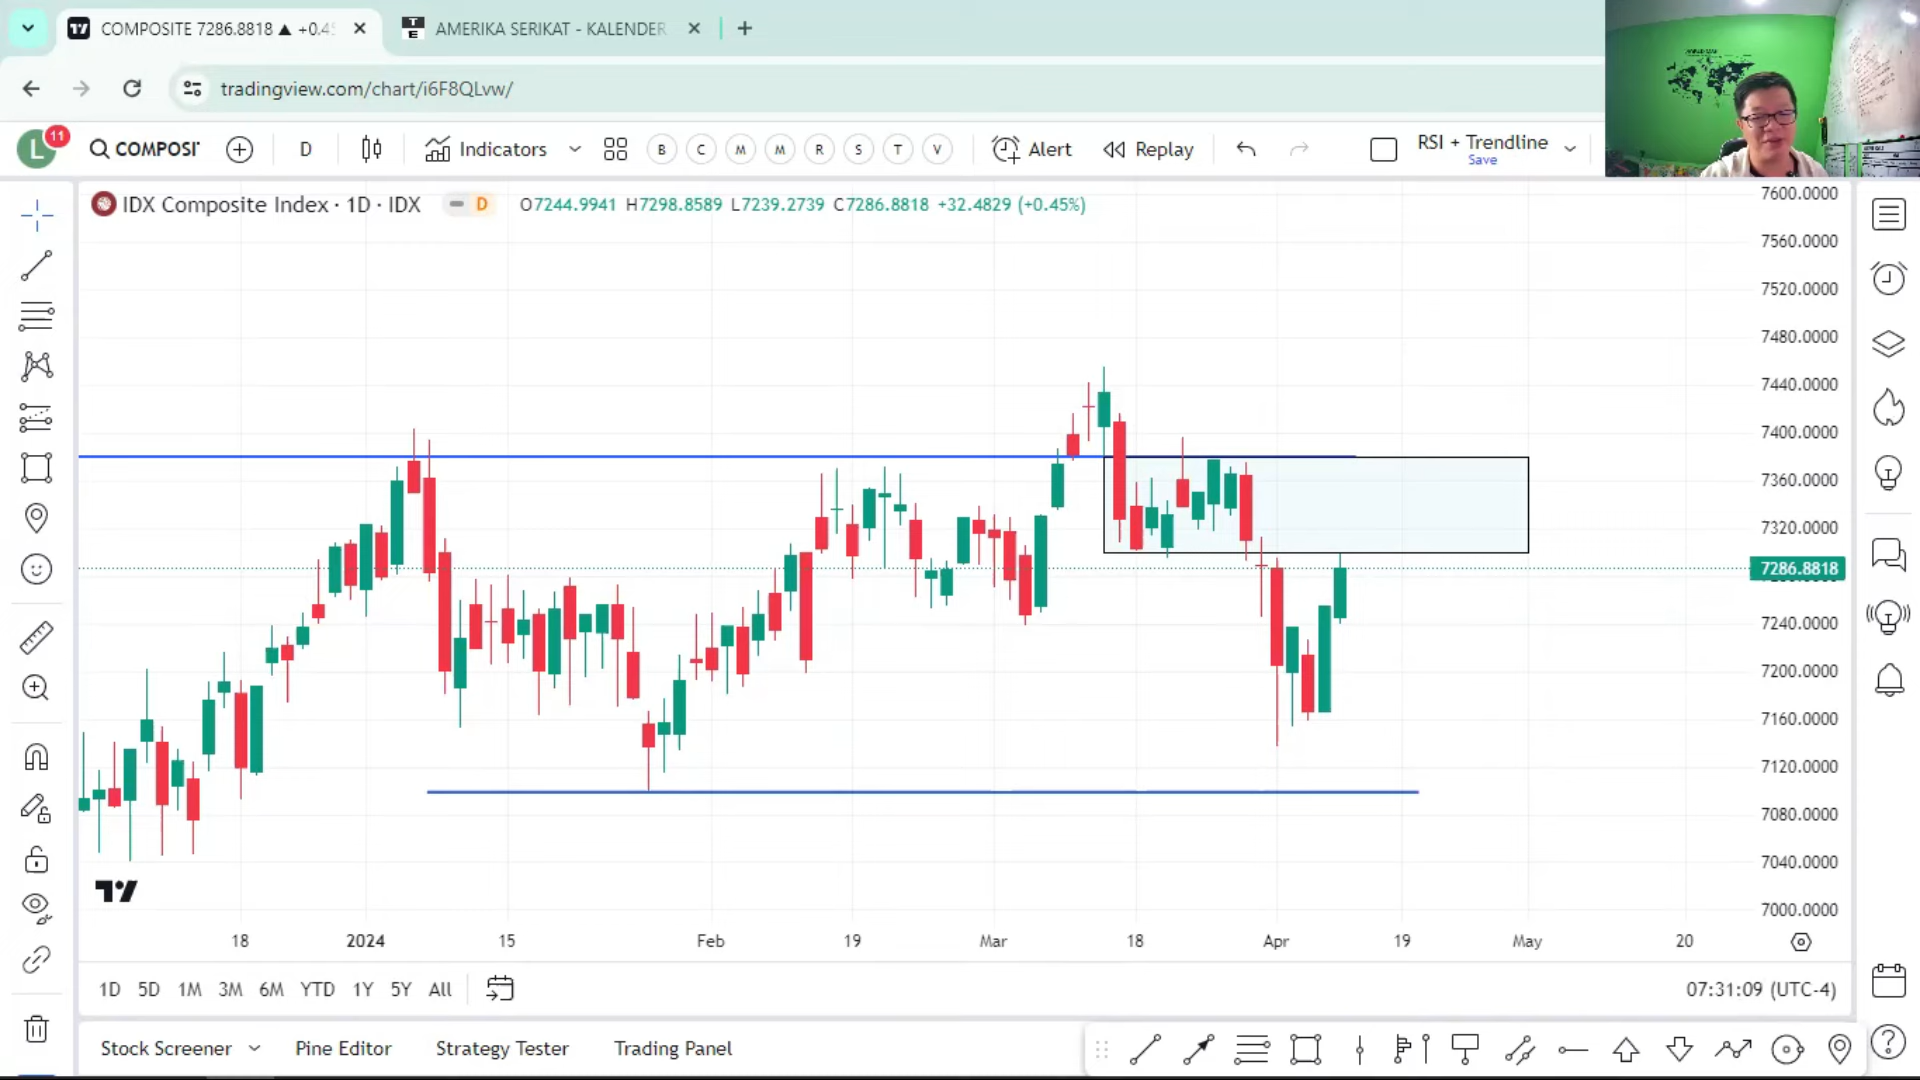 COMPOSITE 7286.8818 ▲ +0.4
AMERIKA SERIKAT - KALENDER
tradingview.com/chart/i6F8QLvw/
L
11
COMPOSI
D
Indicators
B
C
M
M
R
S
T
V
Alert
Replay
RSI + Trendline
Save
IDX Composite Index · 1D · IDX
D
O7244.9941 H7298.8589 L7239.2739 C7286.8818 +32.4829 (+0.45%)
7600.0000
7560.0000
7520.0000
7480.0000
7440.0000
7400.0000
7360.0000
7320.0000
7286.8818
7240.0000
7200.0000
7160.0000
7120.0000
7080.0000
7040.0000
7000.0000
18
2024
15
Feb
19
Mar
18
Apr
19
May
20
1D
5D
1M
3M
6M
YTD
1Y
5Y
All
07:31:09 (UTC-4)
Stock Screener
Pine Editor
Strategy Tester
Trading Panel